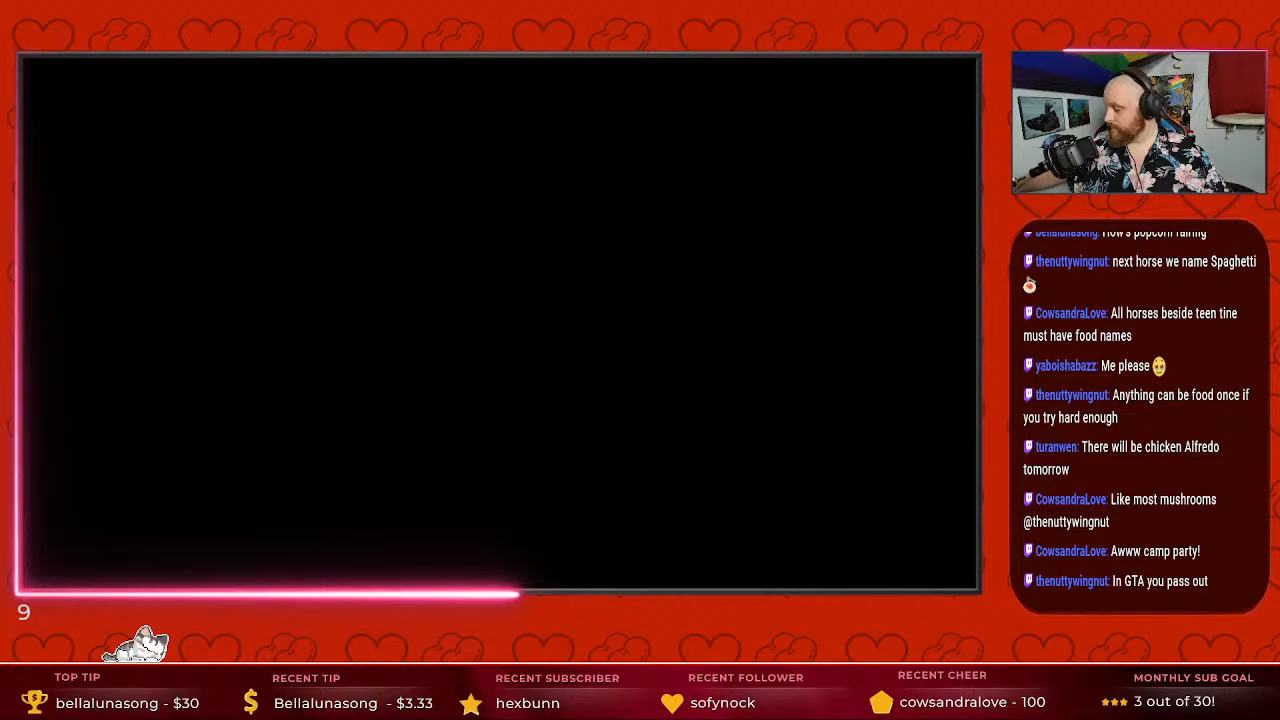 bellalunasong: How's popcorn fairing
thenuttywingnut: next horse we name Spaghetti
CowsandraLove: All horses beside teen tine
must have food names
yaboishabazz: Me please
thenuttywingnut: Anything can be food once if
you try hard enough
turanwen: There will be chicken Alfredo
tomorrow
CowsandraLove: Like most mushrooms
@thenuttywingnut
CowsandraLove: Awww camp party!
thenuttywingnut: In GTA you pass out
9
TOP TIP
bellalunasong - $30
RECENT TIP
Bellalunasong - $3.33
RECENT SUBSCRIBER
hexbunn
RECENT FOLLOWER
sofynock
RECENT CHEER
cowsandralove - 100
MONTHLY SUB GOAL
3 out of 30!